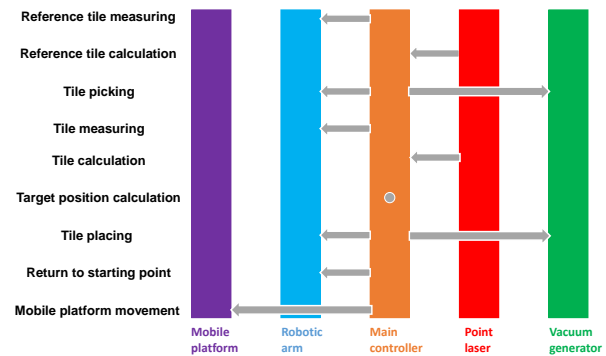 Reference tile measuring
Reference tile calculation
Tile picking
Tile measuring
Tile calculation
Target position calculation
Tile placing
Return to starting point
Mobile platform movement
Mobile Robotic Main Point Vacuum
platform arm controller laser generator